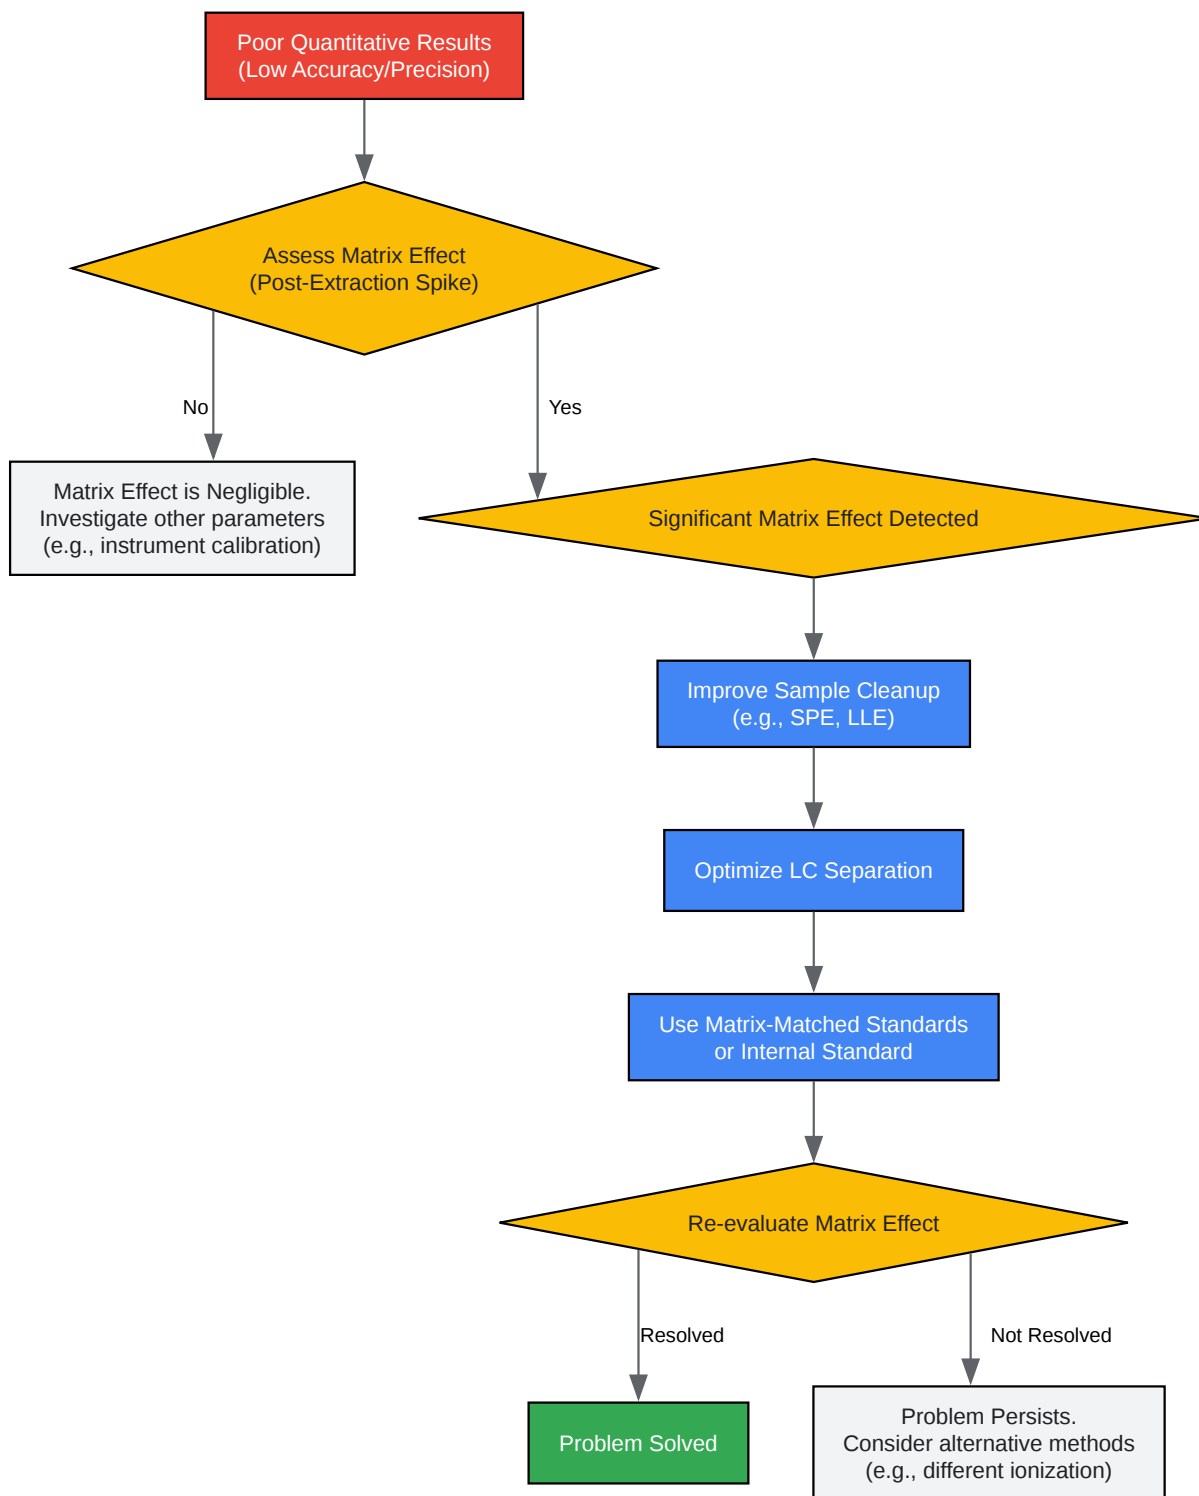 Poor Quantitative Results
(Low Accuracy/Precision)
Assess Matrix Effect
(Post-Extraction Spike)
No
Yes
Matrix Effect is Negligible.
Investigate other parameters
(e.g., instrument calibration)
Significant Matrix Effect Detected
Improve Sample Cleanup
(e.g., SPE, LLE)
Optimize LC Separation
Use Matrix-Matched Standards
or Internal Standard
Re-evaluate Matrix Effect
Resolved
Not Resolved
Problem Solved
Problem Persists.
Consider alternative methods
(e.g., different ionization)